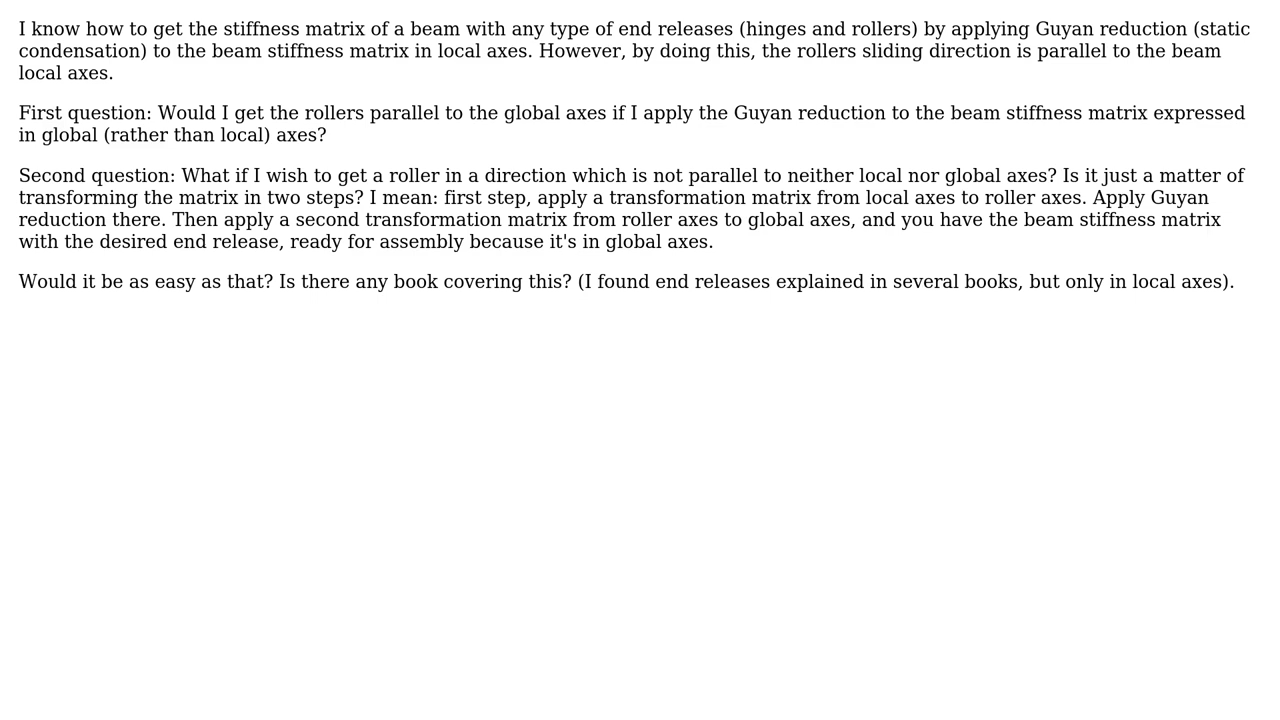 I know how to get the stiffness matrix of a beam with any type of end releases (hinges and rollers) by applying Guyan reduction (static
condensation) to the beam stiffness matrix in local axes. However, by doing this, the rollers sliding direction is parallel to the beam
local axes.
First question: Would I get the rollers parallel to the global axes if I apply the Guyan reduction to the beam stiffness matrix expressed
in global (rather than local) axes?
Second question: What if I wish to get a roller in a direction which is not parallel to neither local nor global axes? Is it just a matter of
transforming the matrix in two steps? I mean: first step, apply a transformation matrix from local axes to roller axes. Apply Guyan
reduction there. Then apply a second transformation matrix from roller axes to global axes, and you have the beam stiffness matrix
with the desired end release, ready for assembly because it's in global axes.
Would it be as easy as that? Is there any book covering this? (I found end releases explained in several books, but only in local axes).